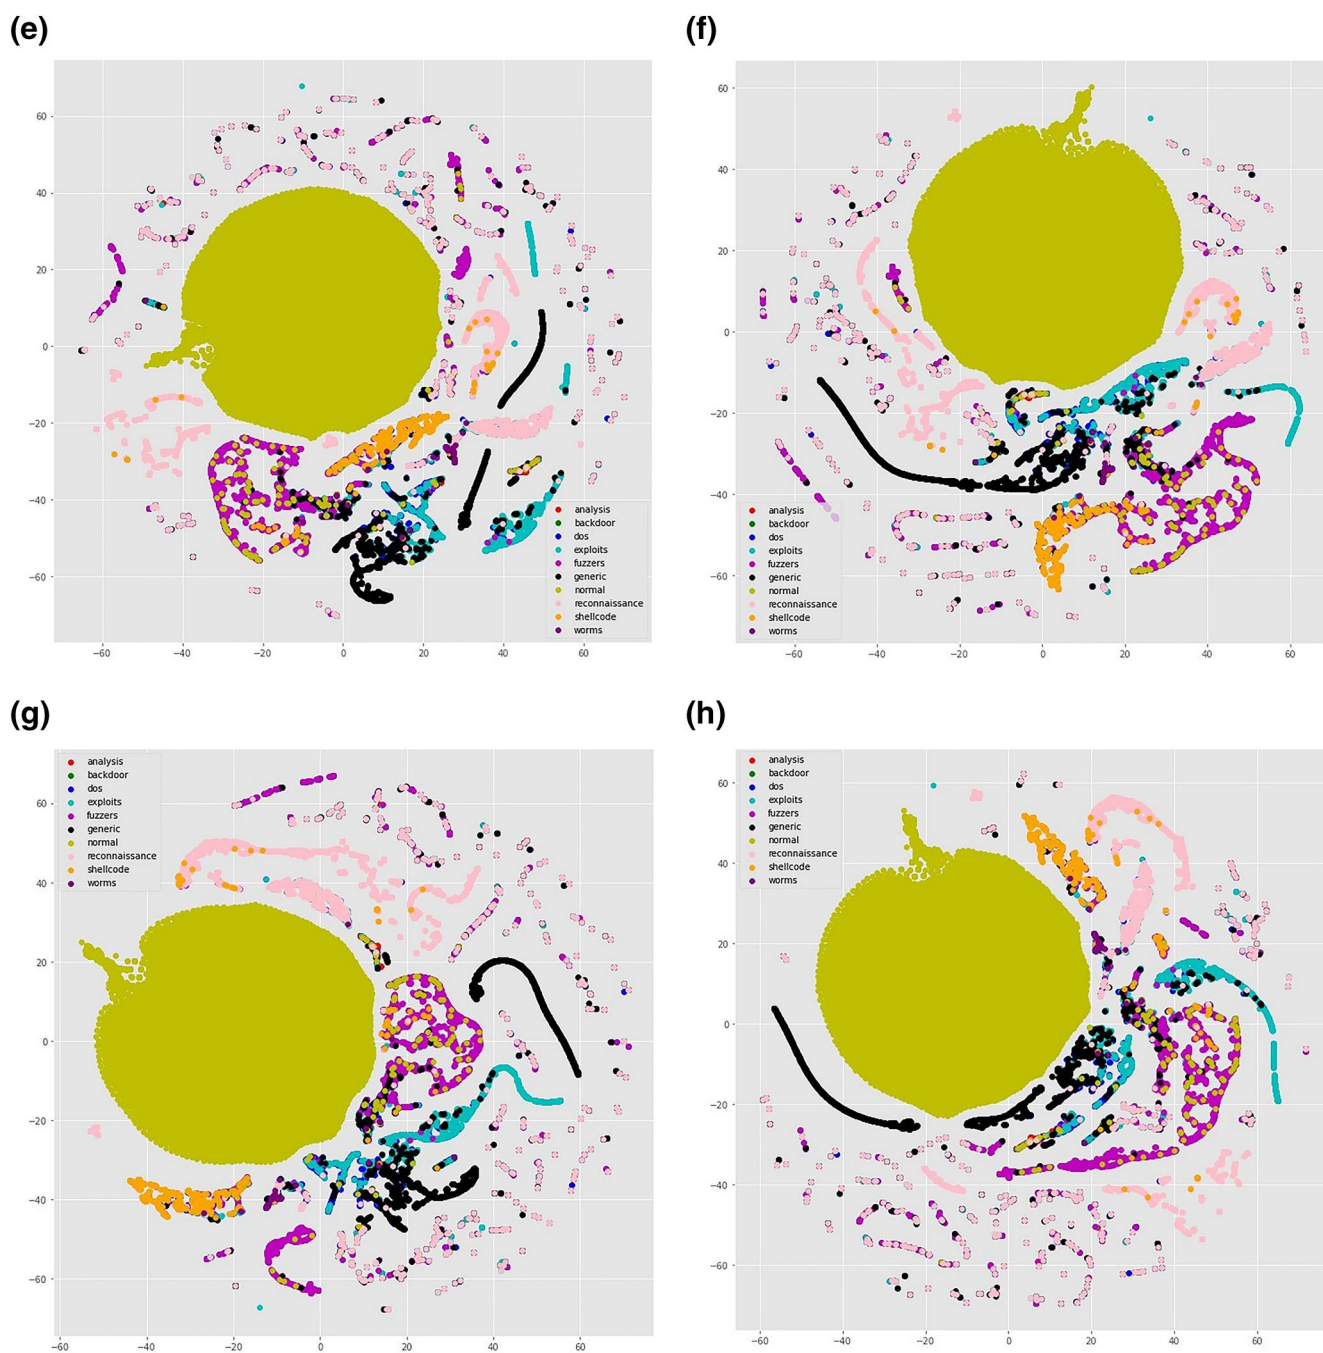 (e)
60
40
20
0
−20
−40
−60
analysis
backdoor
dos
exploits
fuzzers
generic
normal
reconnaissance
shellcode
worms
−60 −40 −20 0 20 40 60
(f)
60
40
20
0
−20
−40
−60
analysis
backdoor
dos
exploits
fuzzers
generic
normal
reconnaissance
shellcode
worms
−60 −40 −20 0 20 40 60
(g)
analysis
backdoor
dos
exploits
fuzzers
generic
normal
reconnaissance
shellcode
worms
60
40
20
0
−20
−40
−60
−60 −40 −20 0 20 40 60
(h)
analysis
backdoor
dos
exploits
fuzzers
generic
normal
reconnaissance
shellcode
worms
60
40
20
0
−20
−40
−60
−60 −40 −20 0 20 40 60